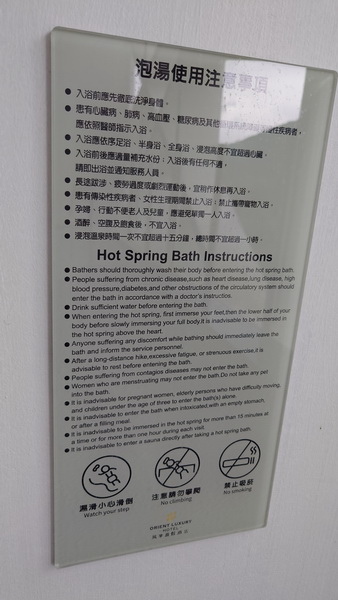 泡湯使用注意事項
● 入浴前應先徹底洗淨身體。
● 患有心臟病、肺病、高血壓、糖尿病及其他
應依照醫師指示入浴。
● 入浴應依序足浴、半身浴、全身浴、浸泡高度不宜超過心臟。
● 入浴前後應適量補充水份；入浴後有任何不適，
請即出浴並通知服務人員。
● 長途跋涉、疲勞過度或劇烈運動後，宜稍作休息再入浴。
● 患有傳染性疾病者、女性生理期間禁止入浴；禁止攜帶寵物入浴。
● 孕婦、行動不便老人及兒童，應避免單獨一人入浴。
● 酒醉、空腹及飽食後，不宜入浴。
● 浸泡溫泉時間一次不宜超過十五分鐘，總時間不宜超過一小時。
Hot Spring Bath Instructions
● Bathers should thoroughly wash their body before entering the hot spring bath.
● People suffering from chronic disease,such as heart disease,lung disease, high
blood pressure,diabetes,and other obstructions of the circulatory system should
enter the bath in accordance with a doctor's instruction.
● Drink sufficient water before entering the bath.
● When entering the hot spring, first immerse your feet,then the lower half of your
body before slowly immersing your full body.It is inadvisable to be immersed in
the hot spring above the heart.
● Anyone suffering any discomfort while bathing should immediately leave the
bath and inform the service personnel.
● After a long-distance hike,excessive fatigue, or strenuous exercise,it is
advisable to rest before entering the bath.
● People suffering from contagios diseases may not enter the bath.
● Women who are menstruating may not enter the bath.Do not take any pet
into the bath.
● It is inadvisable for pregnant women, elderly persons who have difficulty moving,
and children under the age of three to enter the bath(s) alone.
● It is inadvisable to enter the bath when intoxicated,with an empty stomach,
or after a filling meal.
● It is inadvisable to be immersed in the hot spring for more than 15 minutes at
a time or for more than one hour during each visit.
● It is inadvisable to enter a sauna directly after taking a hot spring bath.
濕滑小心滑倒 注意請勿攀爬 禁止吸菸
Watch your step No climbing No smoking
ORIENT LUXURY
HOTEL